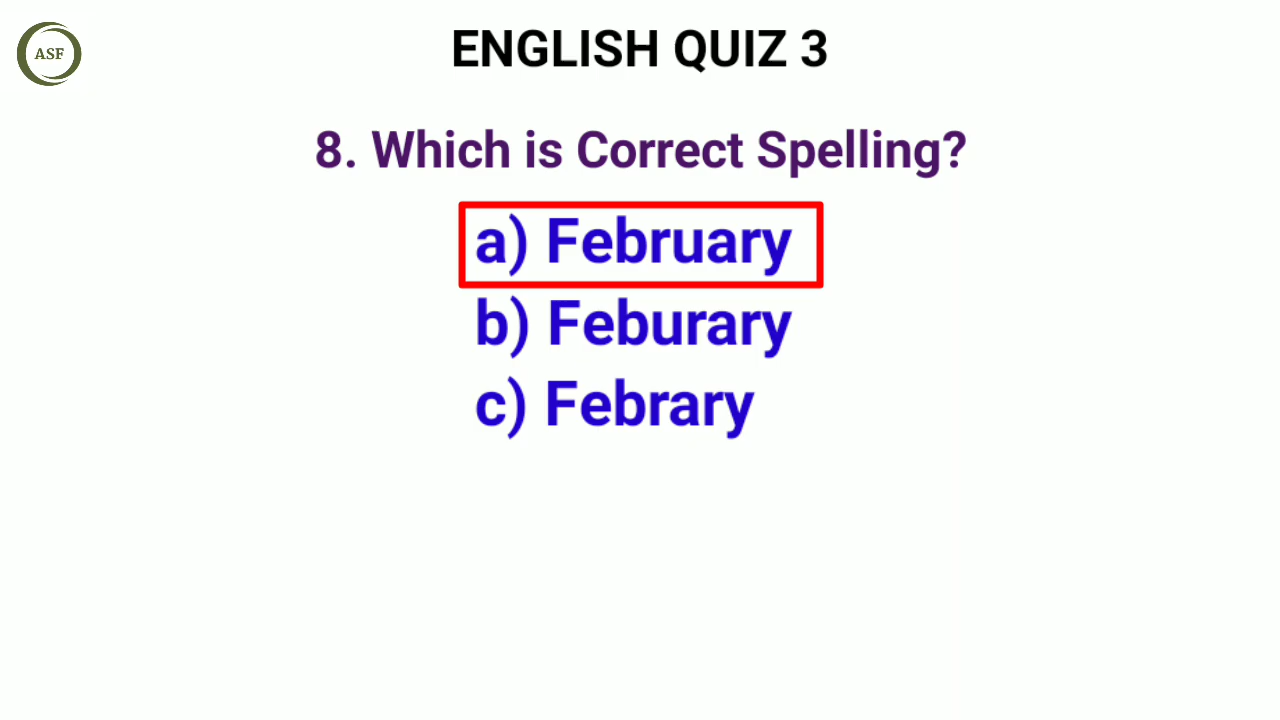 ASF
ENGLISH QUIZ 3
8. Which is Correct Spelling?
a) February
b) Feburary
c) Febrary